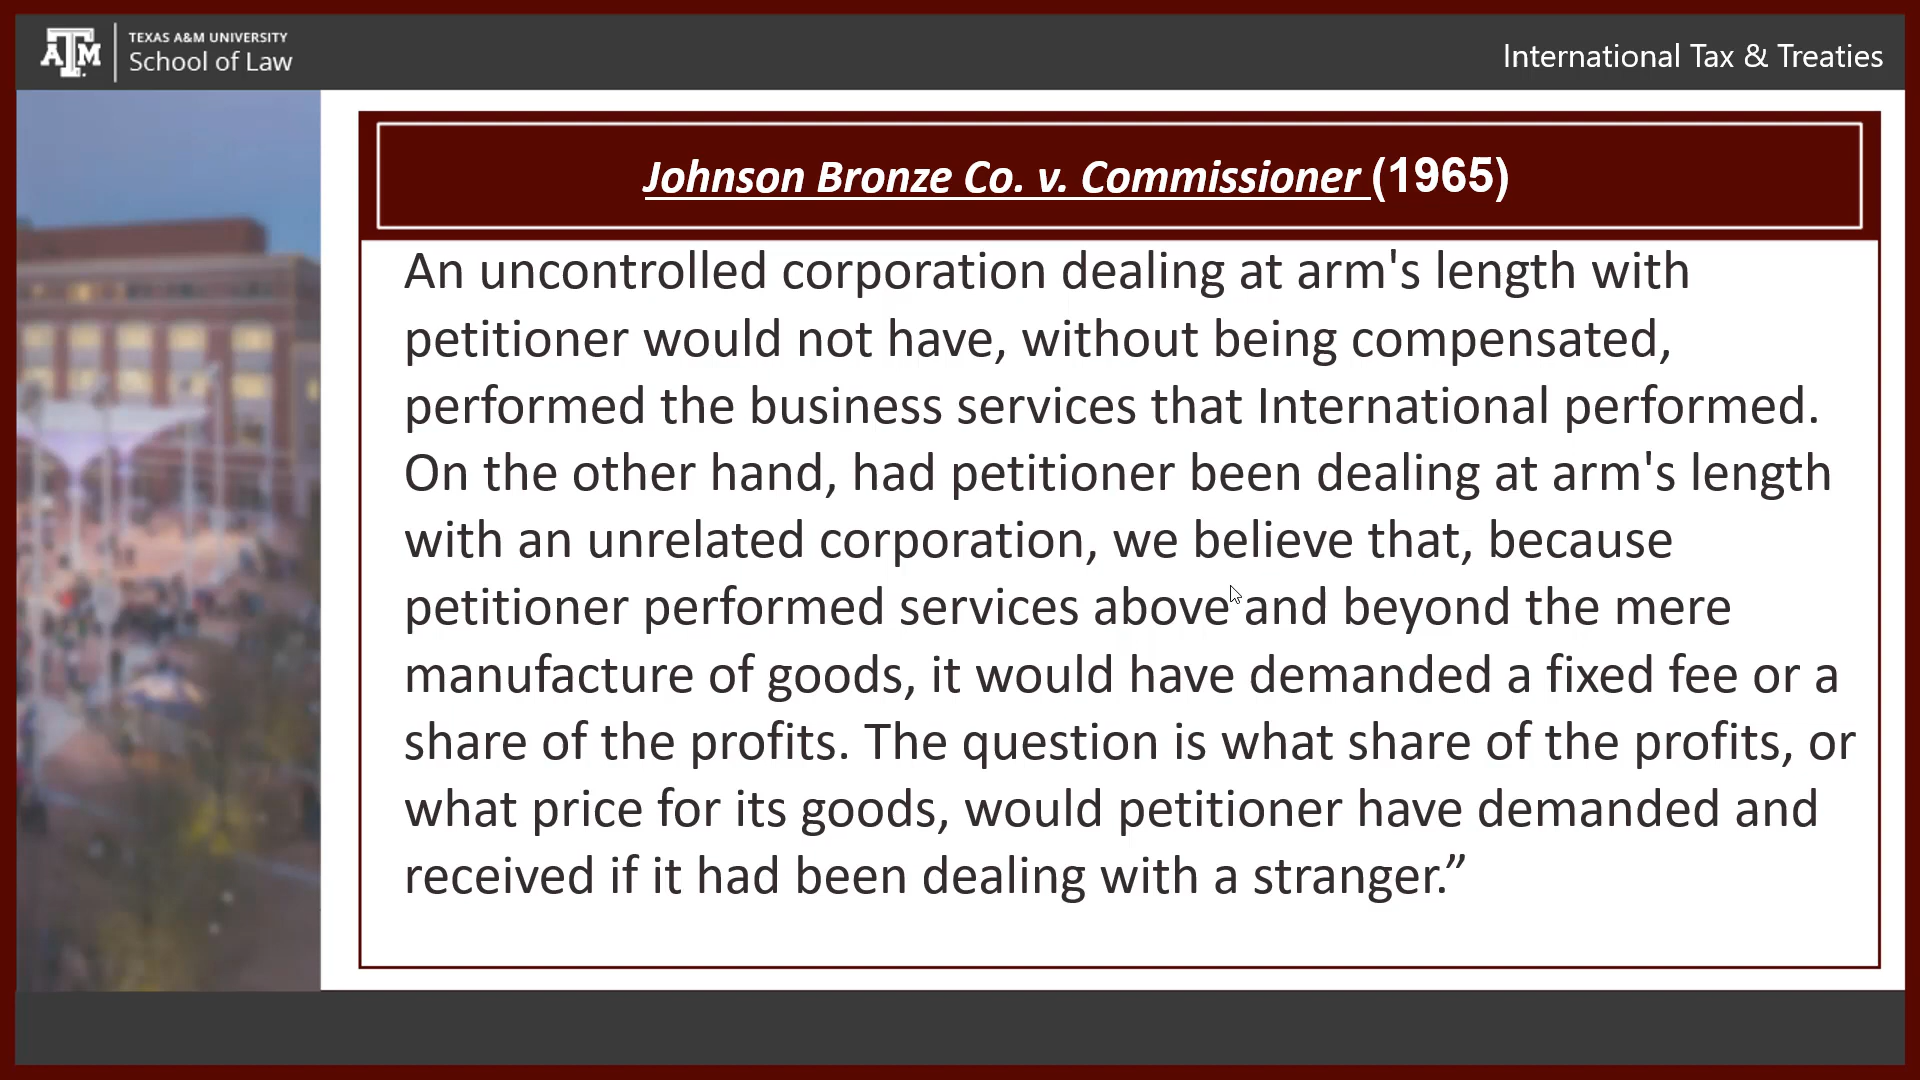 TEXAS A&M UNIVERSITY
School of Law
International Tax & Treaties
Johnson Bronze Co. v. Commissioner (1965)
An uncontrolled corporation dealing at arm's length with
petitioner would not have, without being compensated,
performed the business services that International performed.
On the other hand, had petitioner been dealing at arm's length
with an unrelated corporation, we believe that, because
petitioner performed services above and beyond the mere
manufacture of goods, it would have demanded a fixed fee or a
share of the profits. The question is what share of the profits, or
what price for its goods, would petitioner have demanded and
received if it had been dealing with a stranger.”